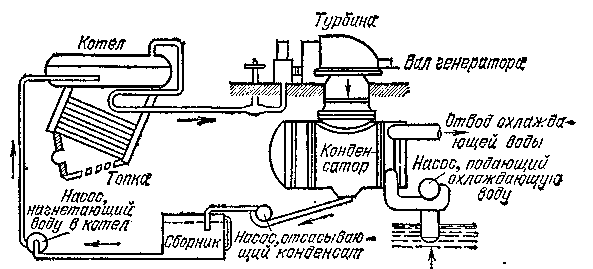 Турбина
Котел
Вал генератора
Отвод охлажда-
ющей воды
Конден-
сатор
Насос, подающий
охлаждающую
воду
Топка
Насос,
нагнетающий
воду в котел
Сборник
Насос, отсасываю-
щий конденсат